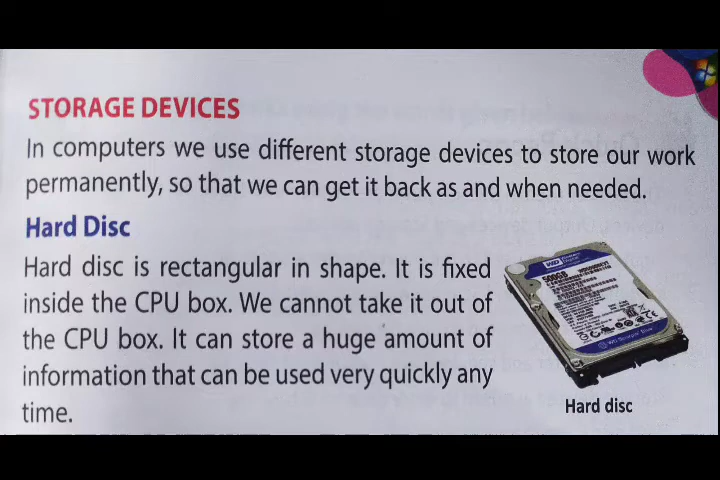 STORAGE DEVICES
In computers we use different storage devices to store our work
permanently, so that we can get it back as and when needed.
Hard Disc
Hard disc is rectangular in shape. It is fixed
inside the CPU box. We cannot take it out of
the CPU box. It can store a huge amount of
information that can be used very quickly any
time.
WD
500GB
Hard disc